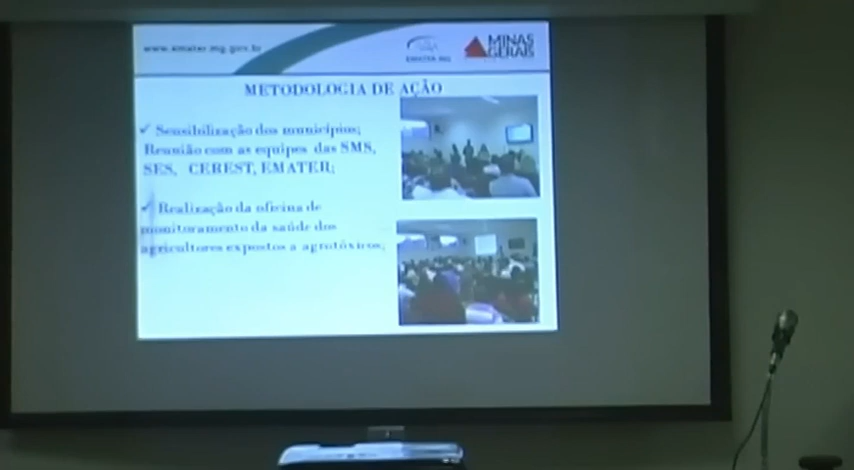 www.emater.mg.gov.br
EMATER-MG
MINAS
GERAIS
METODOLOGIA DE AÇÃO
✓ Sensibilização dos municípios;
Reunião com as equipes das SMS,
SES, CEREST, EMATER;
✓ Realização da oficina de
monitoramento da saúde dos
agricultores expostos a agrotóxicos;